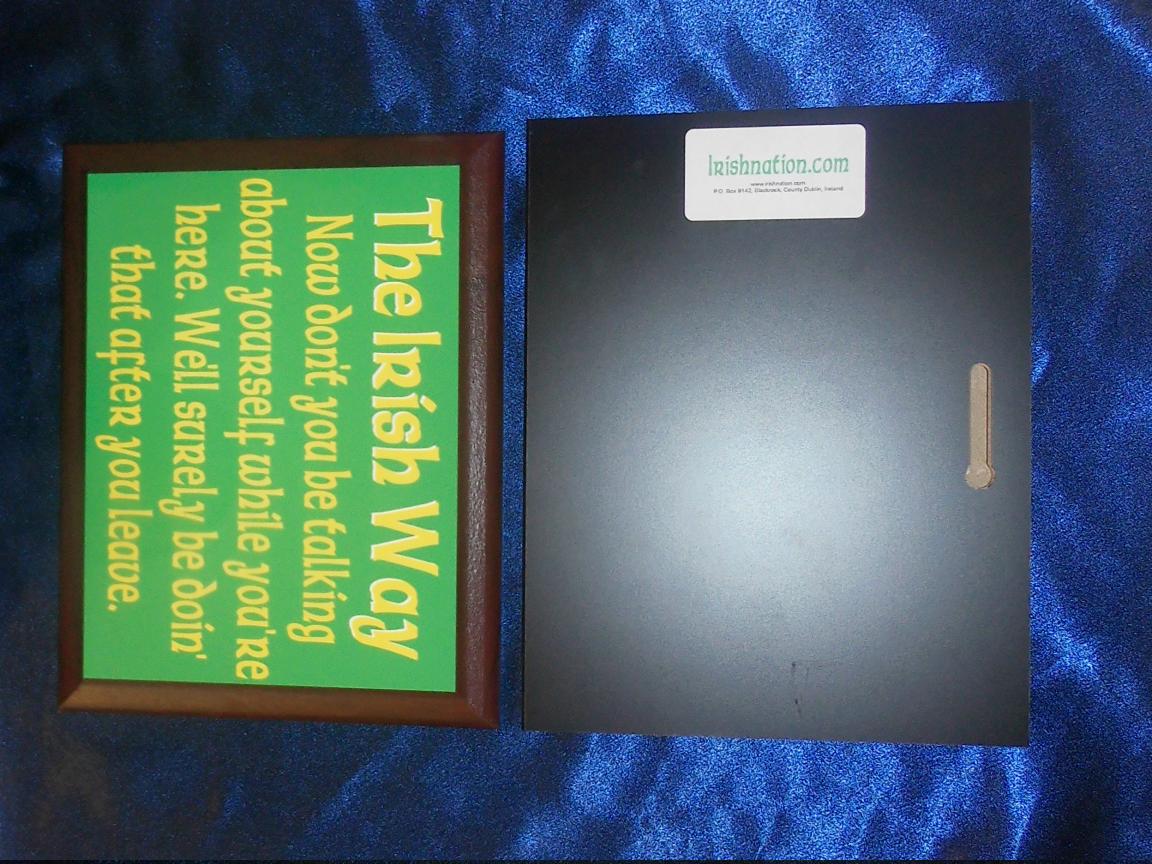 The Irish Way
Now don't you be talking
about yourself while you're
here. We'll surely be doin'
that after you leave.
Irishnation.com
www.irishnation.com
P.O. Box #142, Blackrock, County Dublin, Ireland